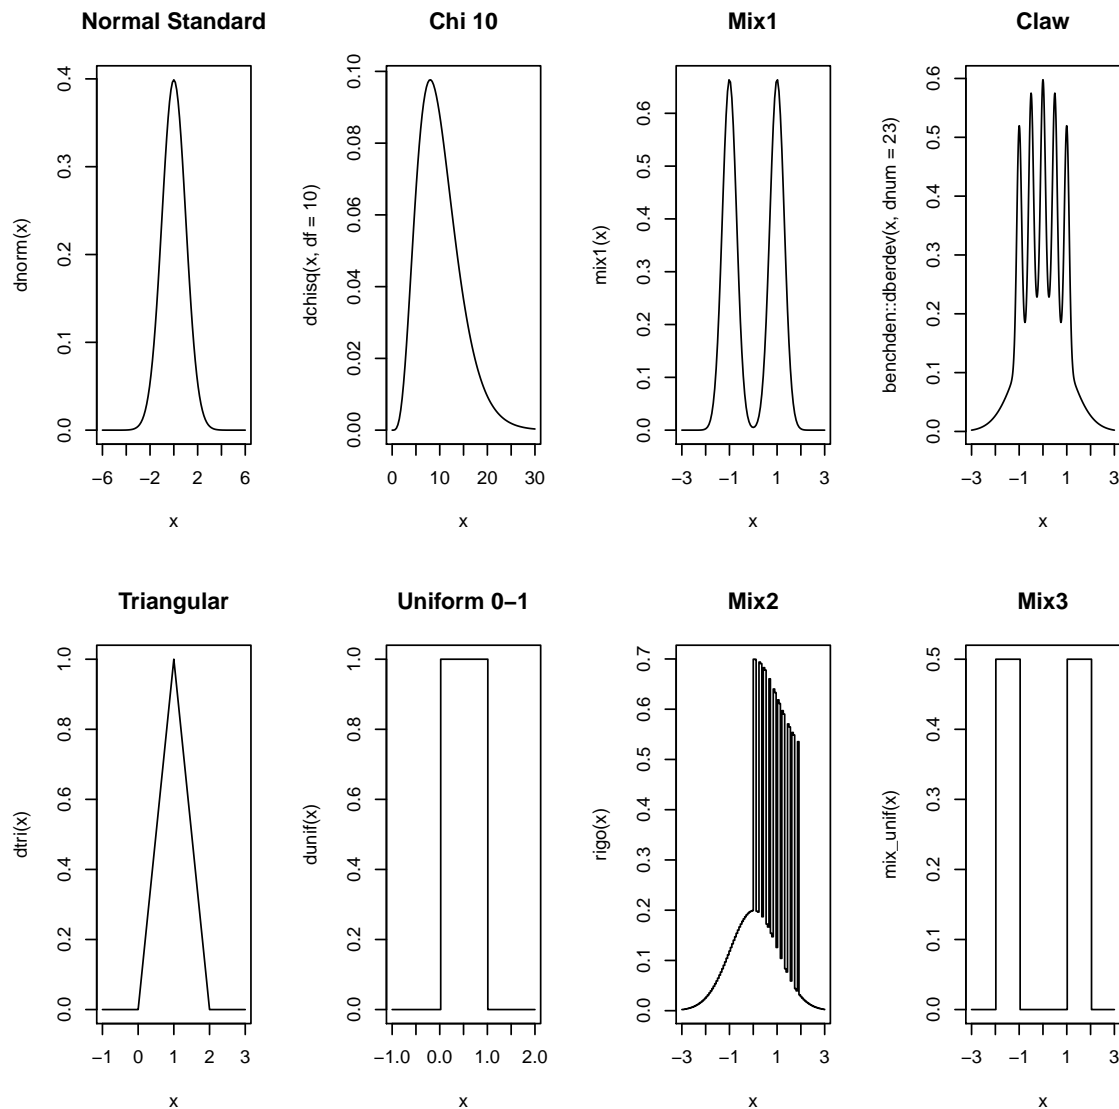 Normal Standard
dnorm(x)
0.0 0.1 0.2 0.3 0.4
−6 −2 2 6
x
Chi 10
dchisq(x, df = 10)
0.00 0.02 0.04 0.06 0.08 0.10
0 10 20 30
x
Mix1
mix1(x)
0.0 0.1 0.2 0.3 0.4 0.5 0.6
−3 −1 1 3
x
Claw
benchden::dberdev(x, dnum = 23)
0.0 0.1 0.2 0.3 0.4 0.5 0.6
−3 −1 1 3
x
Triangular
dtri(x)
0.0 0.2 0.4 0.6 0.8 1.0
−1 0 1 2 3
x
Uniform 0−1
dunif(x)
0.0 0.2 0.4 0.6 0.8 1.0
−1.0 0.0 1.0 2.0
x
Mix2
rigo(x)
0.0 0.1 0.2 0.3 0.4 0.5 0.6 0.7
−3 −1 1 3
x
Mix3
mix_unif(x)
0.0 0.1 0.2 0.3 0.4 0.5
−3 −1 1 3
x